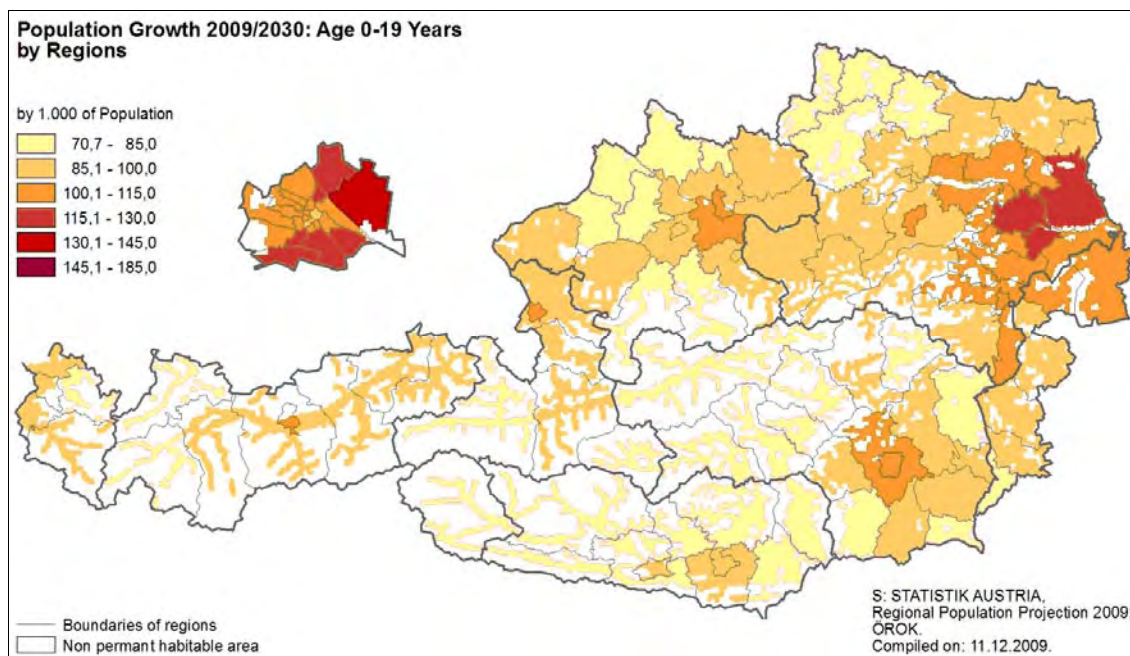 Population Growth 2009/2030: Age 0-19 Years
by Regions
by 1.000 of Population
70,7 - 85,0
85,1 - 100,0
100,1 - 115,0
115,1 - 130,0
130,1 - 145,0
145,1 - 185,0
Boundaries of regions
Non permant habitable area
S: STATISTIK AUSTRIA,
Regional Population Projection 2009.
ÖROK.
Compiled on: 11.12.2009.